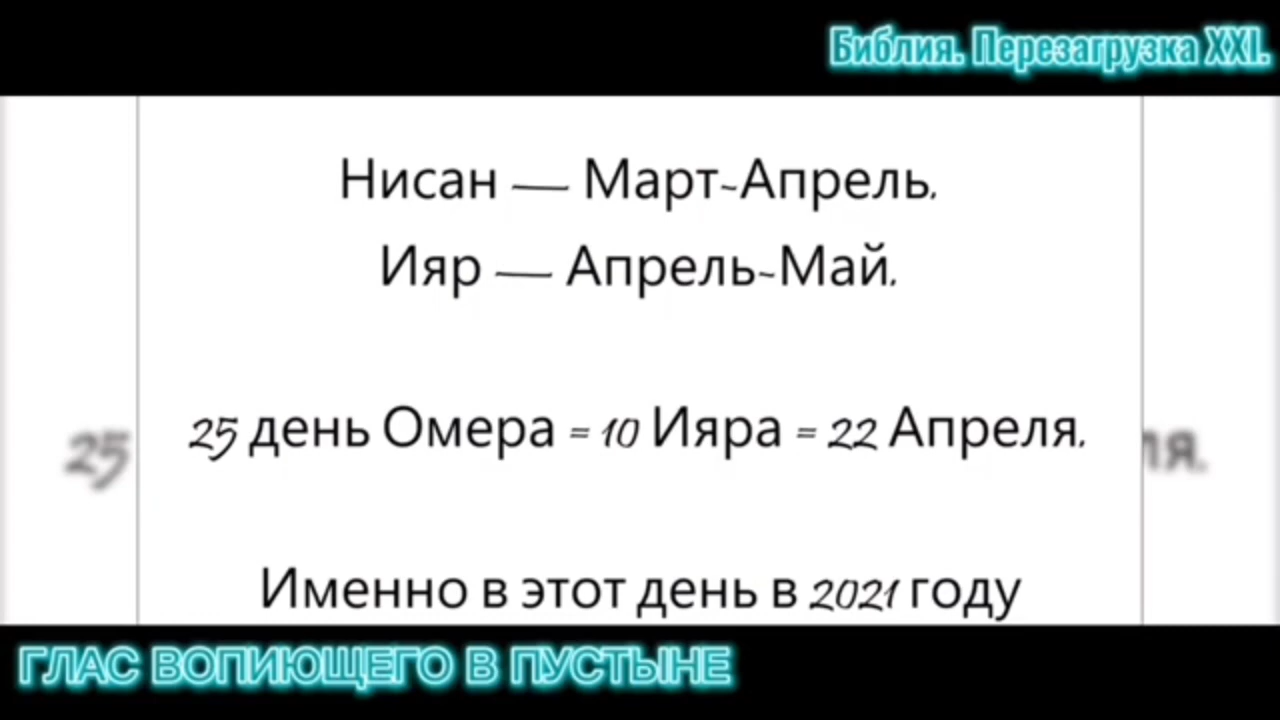 Библия. Перезагрузка XXI.
Нисан — Март-Апрель.
Ияр — Апрель-Май.
25 день Омера = 10 Ияра = 22 Апреля.
Именно в этот день в 2021 году
ГЛАС ВОПИЮЩЕГО В ПУСТЫНЕ